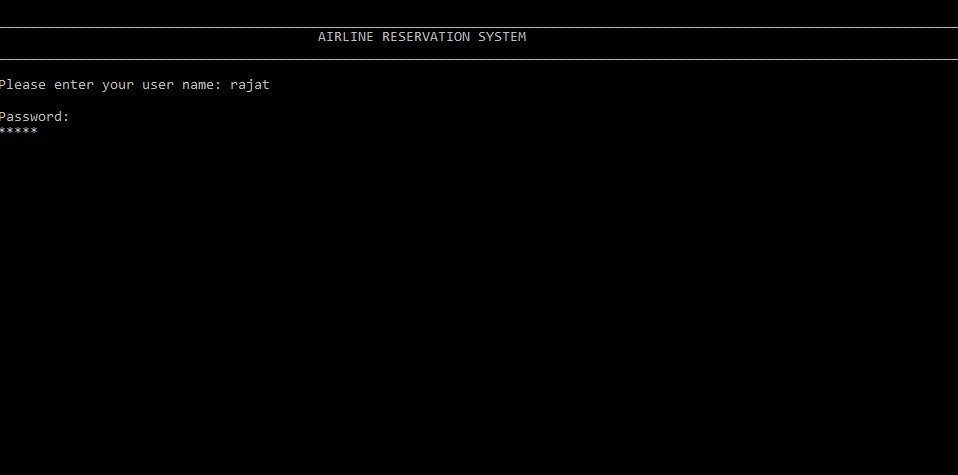 AIRLINE RESERVATION SYSTEM
Please enter your user name: rajat
Password:
*****